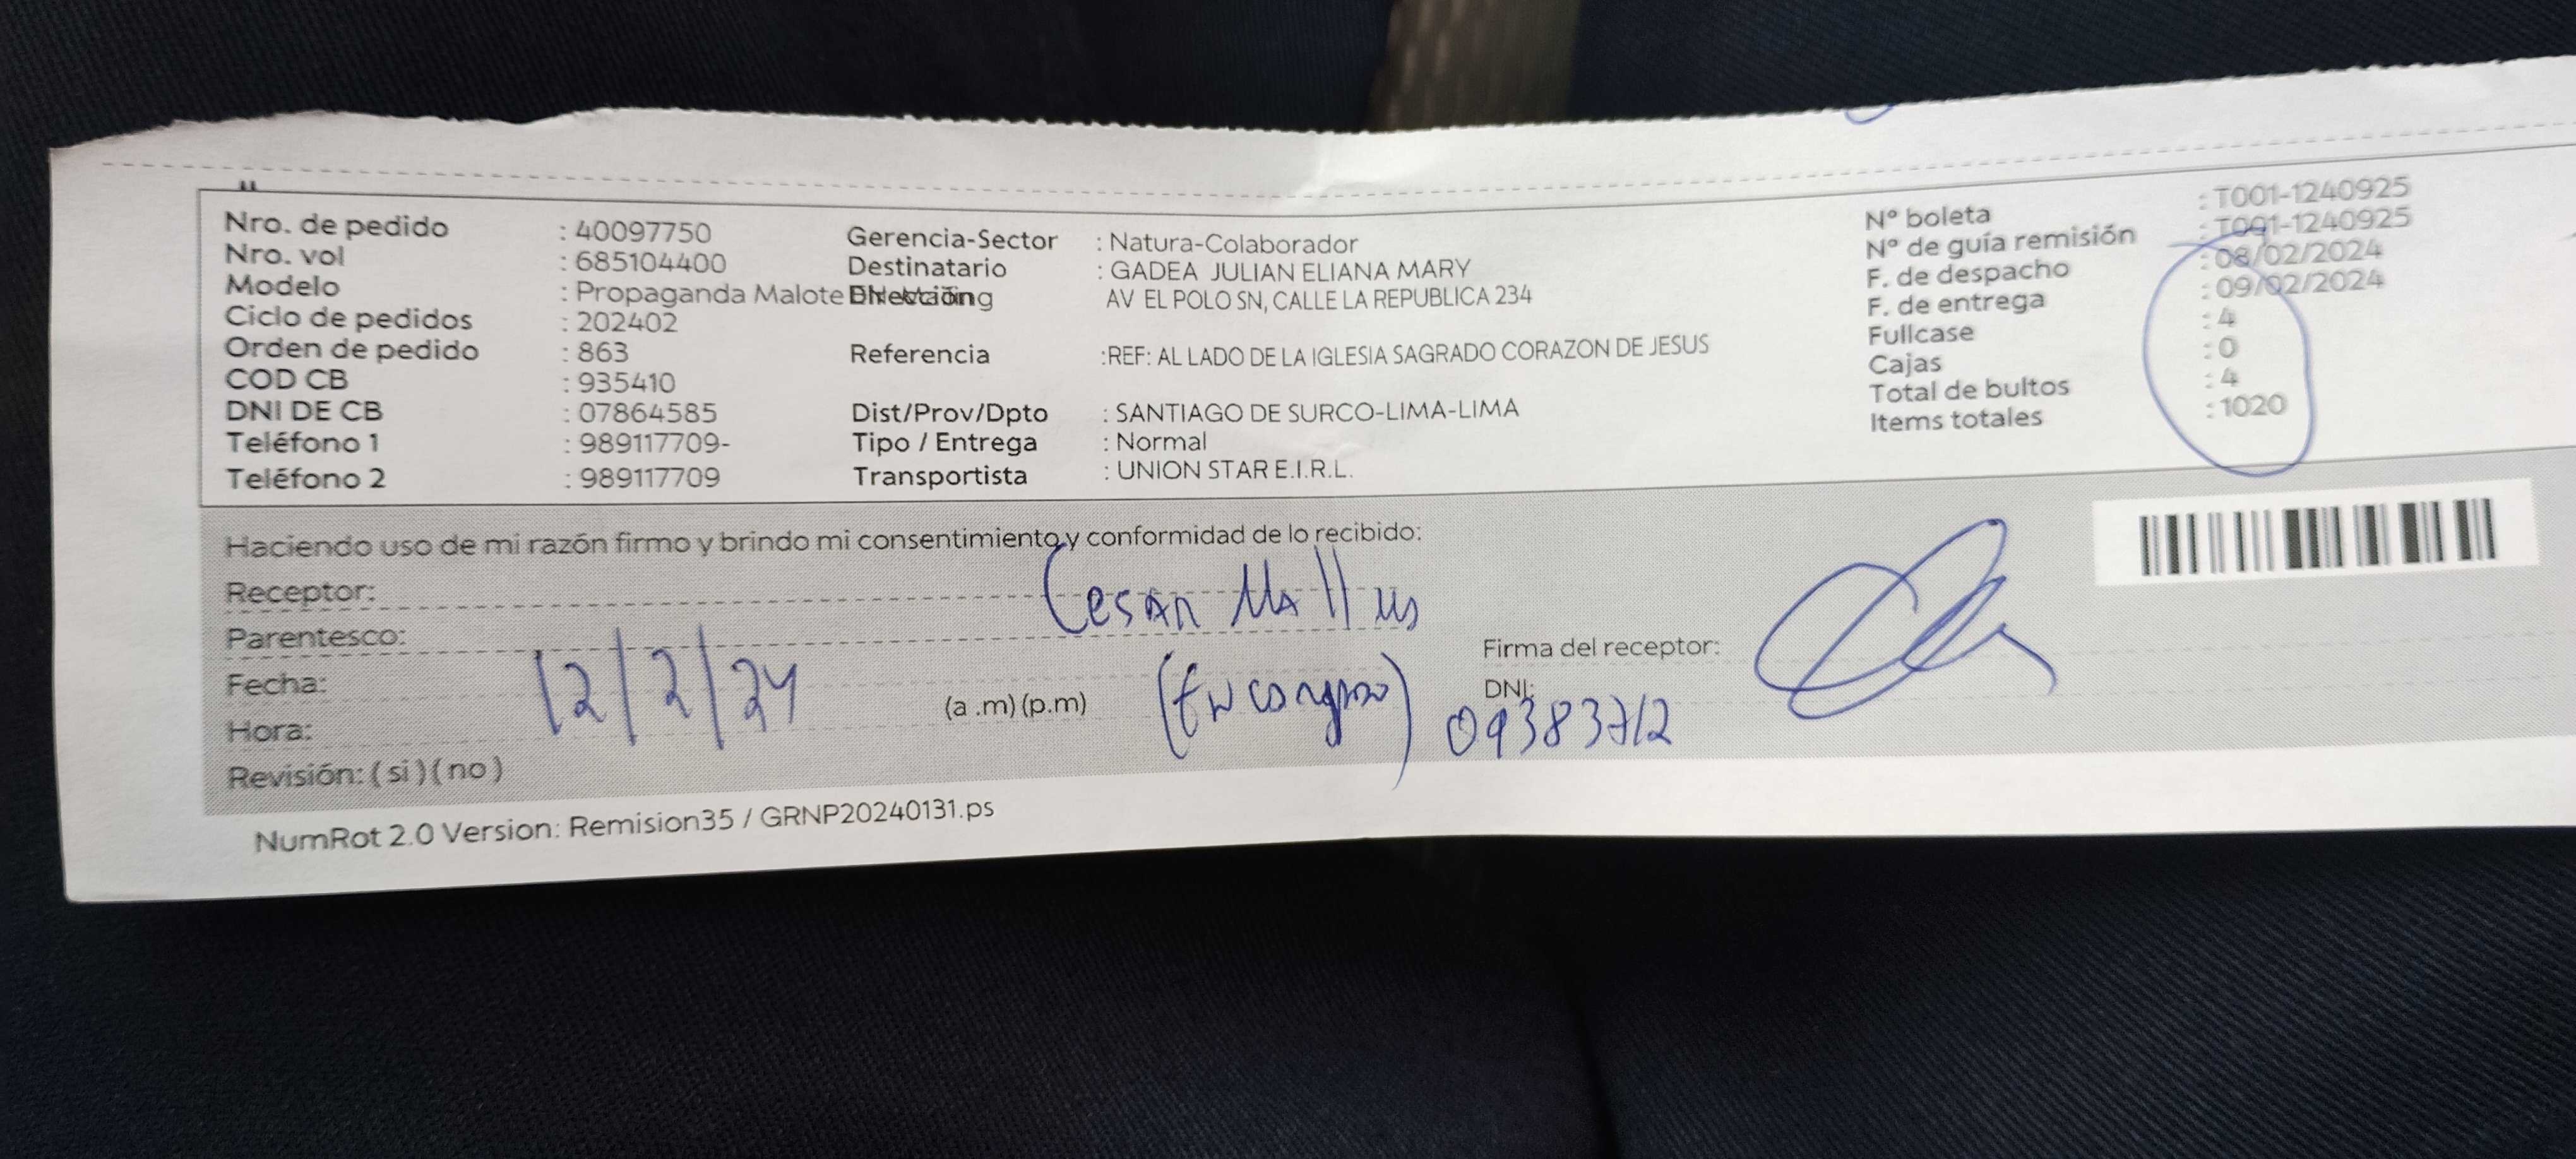 Nro. de pedido : 40097750
Nro. vol : 685104400
Modelo : Propaganda Malote
Ciclo de pedidos : 202402
Orden de pedido : 863
COD CB : 935410
DNI DE CB : 07864585
Teléfono 1 : 989117709-
Teléfono 2 : 989117709
Gerencia-Sector : Natura-Colaborador
Destinatario : GADEA JULIAN ELIANA MARY
Dirección AV EL POLO SN, CALLE LA REPUBLICA 234
Referencia :REF: AL LADO DE LA IGLESIA SAGRADO CORAZON DE JESUS
Dist/Prov/Dpto : SANTIAGO DE SURCO-LIMA-LIMA
Tipo / Entrega : Normal
Transportista : UNION STAR E.I.R.L.
N° boleta : T001-1240925
N° de guía remisión : T001-1240925
F. de despacho : 08/02/2024
F. de entrega : 09/02/2024
Fullcase : 4
Cajas : 0
Total de bultos : 4
Items totales : 1020
Haciendo uso de mi razón firmo y brindo mi consentimiento y conformidad de lo recibido:
Receptor: Cesar
Parentesco:
Fecha: 12/2/24
Hora: (a .m) (p.m)
Revisión: ( si ) ( no )
Firma del receptor:
DNI: 09383712
NumRot 2.0 Version: Remision35 / GRNP20240131.ps